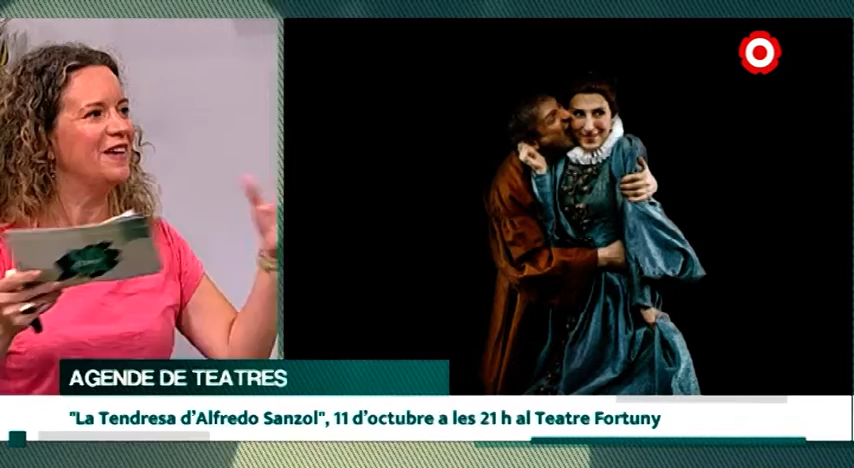 AGENDE DE TEATRES
"La Tendresa d'Alfredo Sanzol", 11 d'octubre a les 21 h al Teatre Fortuny